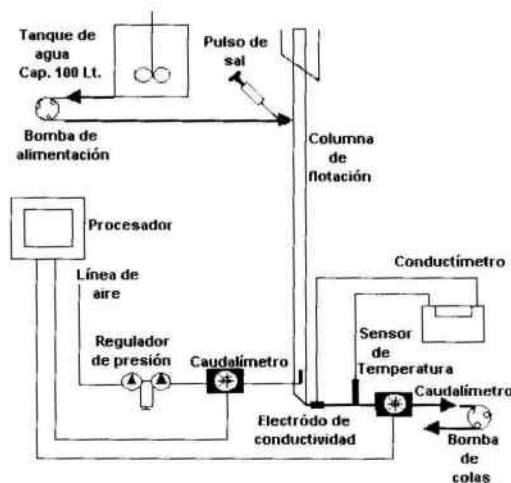 Tanque de
agua
Cap. 100 Lt.
Pulso de
sal
Bomba de
alimentación
Columna
de
flotación
Procesador
Línea de
aire
Conductímetro
Regulador
de presión
Caudalímetro
Sensor
de
Temperatura
Caudalímetro
Electródo de
conductividad
Bomba
de
colas